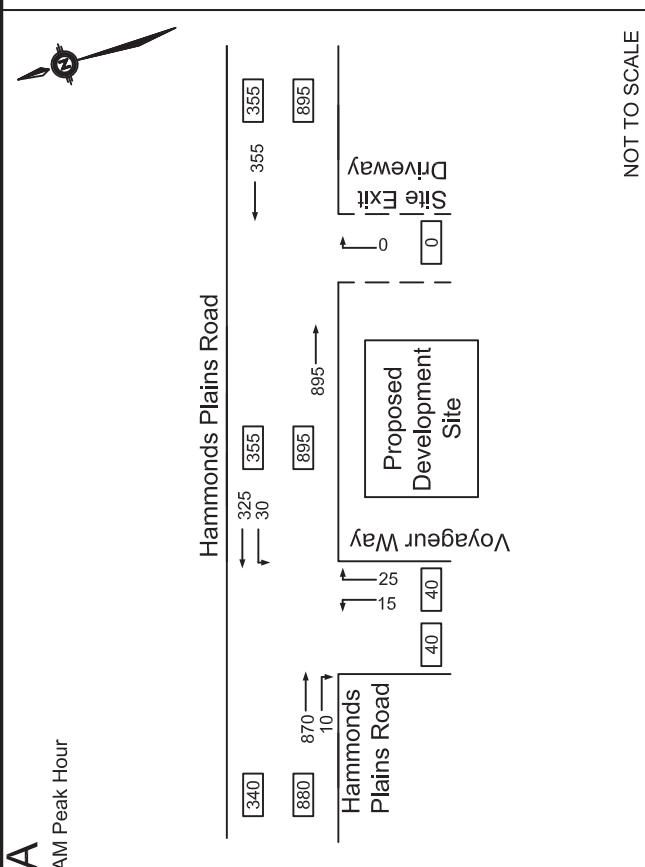 A
AM Peak Hour
N
Hammonds Plains Road
340
880
870
10
Hammonds
Plains Road
325
30
355
895
15
25
40
40
Voyageur Way
Proposed
Development
Site
895
355
355
895
0
0
Site Exit
Driveway
NOT TO SCALE